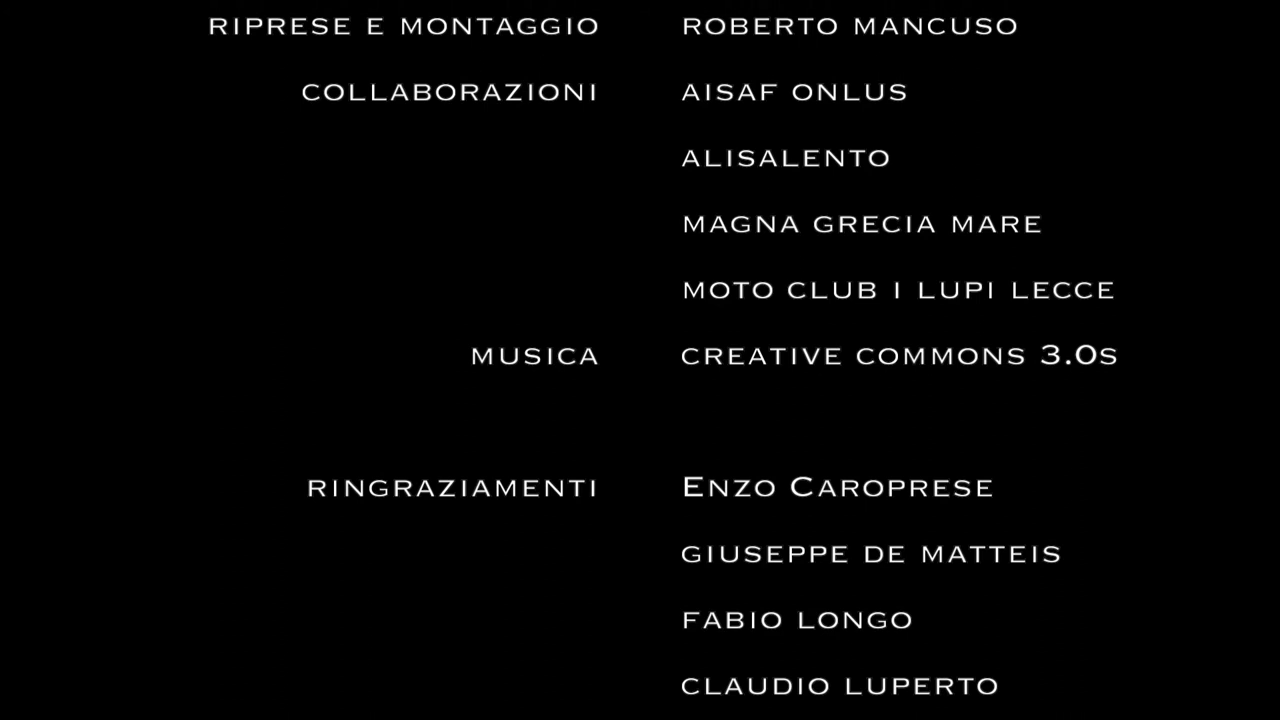 RIPRESE E MONTAGGIO ROBERTO MANCUSO
COLLABORAZIONI AISAF ONLUS
ALISALENTO
MAGNA GRECIA MARE
MOTO CLUB I LUPI LECCE
MUSICA CREATIVE COMMONS 3.0S
RINGRAZIAMENTI ENZO CAROPRESE
GIUSEPPE DE MATTEIS
FABIO LONGO
CLAUDIO LUPERTO